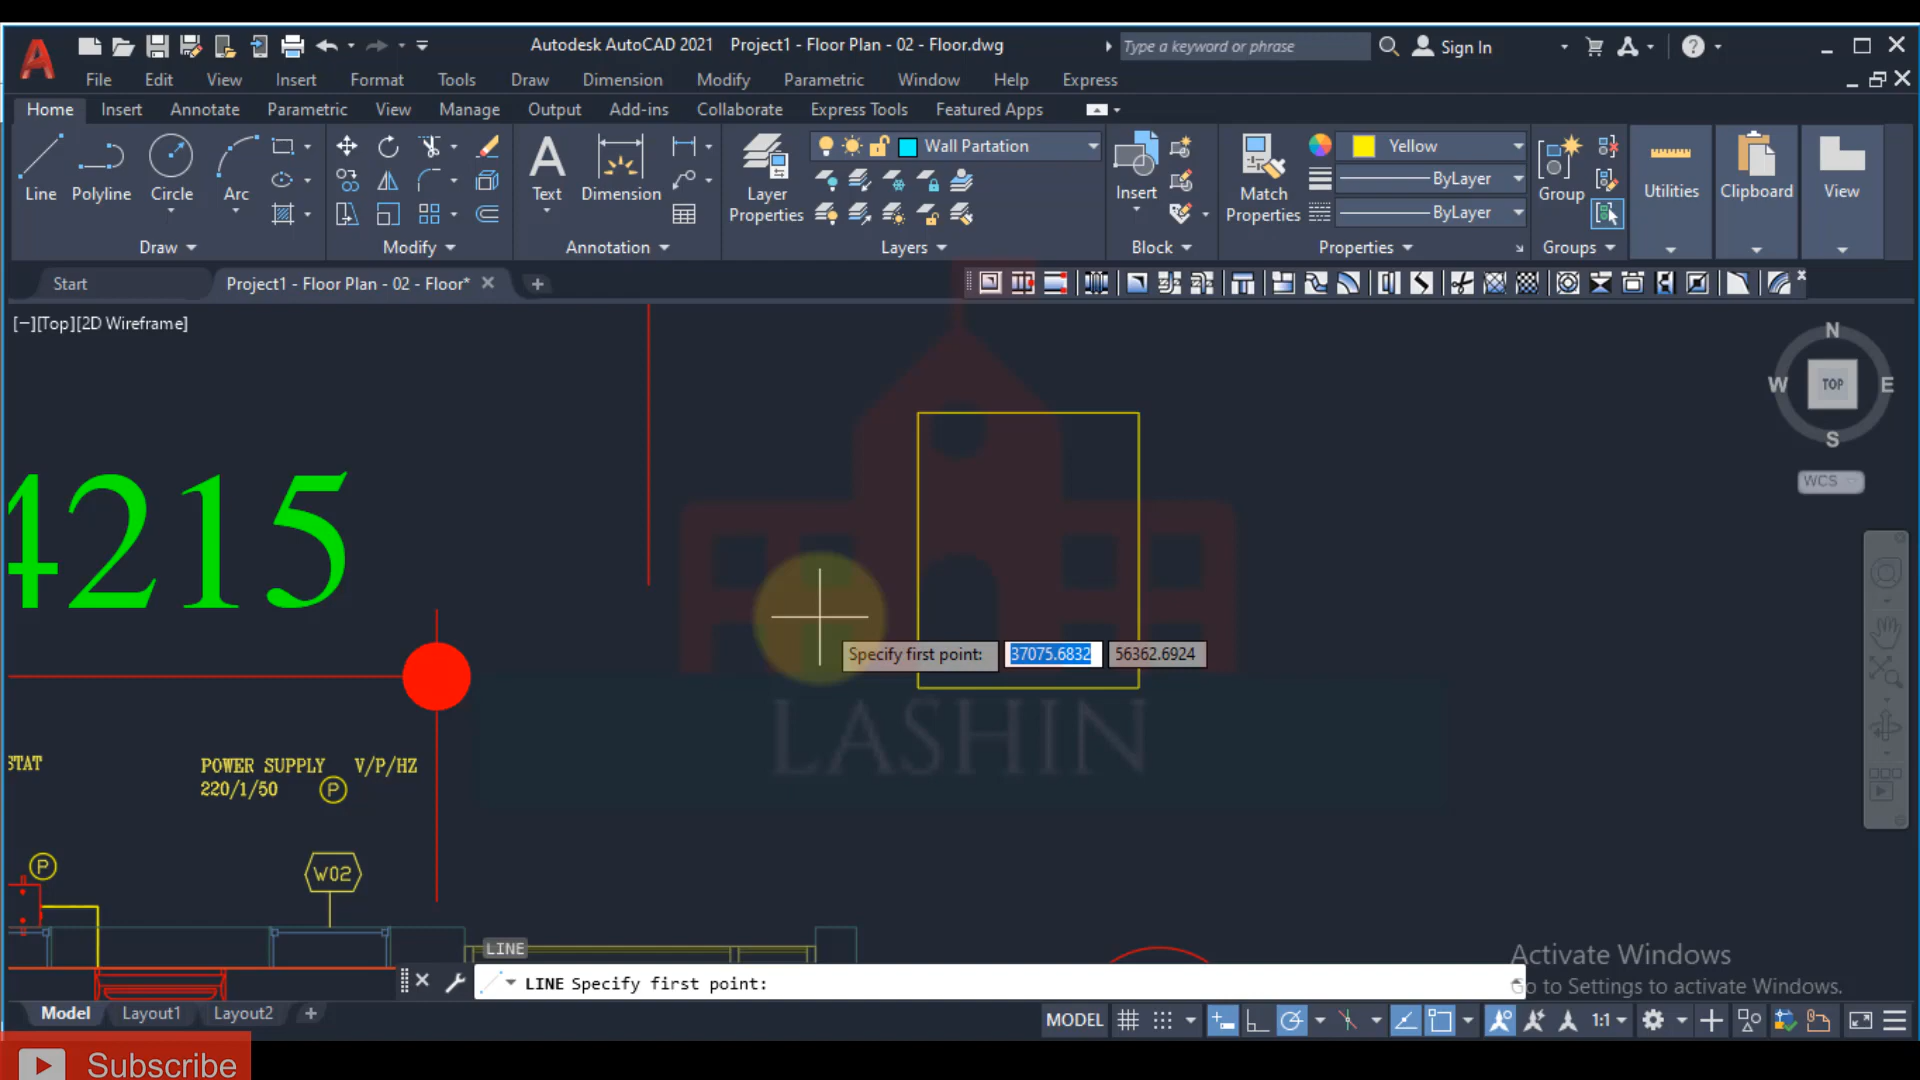 Autodesk AutoCAD 2021 Project1 - Floor Plan - 02 - Floor.dwg
Type a keyword or phrase
Sign In
File Edit View Insert Format Tools Draw Dimension Modify Parametric Window Help Express
Home Insert Annotate Parametric View Manage Output Add-ins Collaborate Express Tools Featured Apps
Wall Partation
Yellow
ByLayer
ByLayer
Line Polyline Circle Arc
Text Dimension
Layer Properties
Insert
Match Properties
Group
Utilities
Clipboard
View
Draw Modify Annotation Layers Block Properties Groups
Start
Project1 - Floor Plan - 02 - Floor*
[−][Top][2D Wireframe]
N
W TOP E
S
WCS
4215
Specify first point: 37075.6832 56362.6924
LASHIN
STAT
POWER SUPPLY V/P/HZ
220/1/50 P
P
W02
LINE
LINE Specify first point:
Activate Windows
Go to Settings to activate Windows.
Model Layout1 Layout2
MODEL
1:1
Subscribe